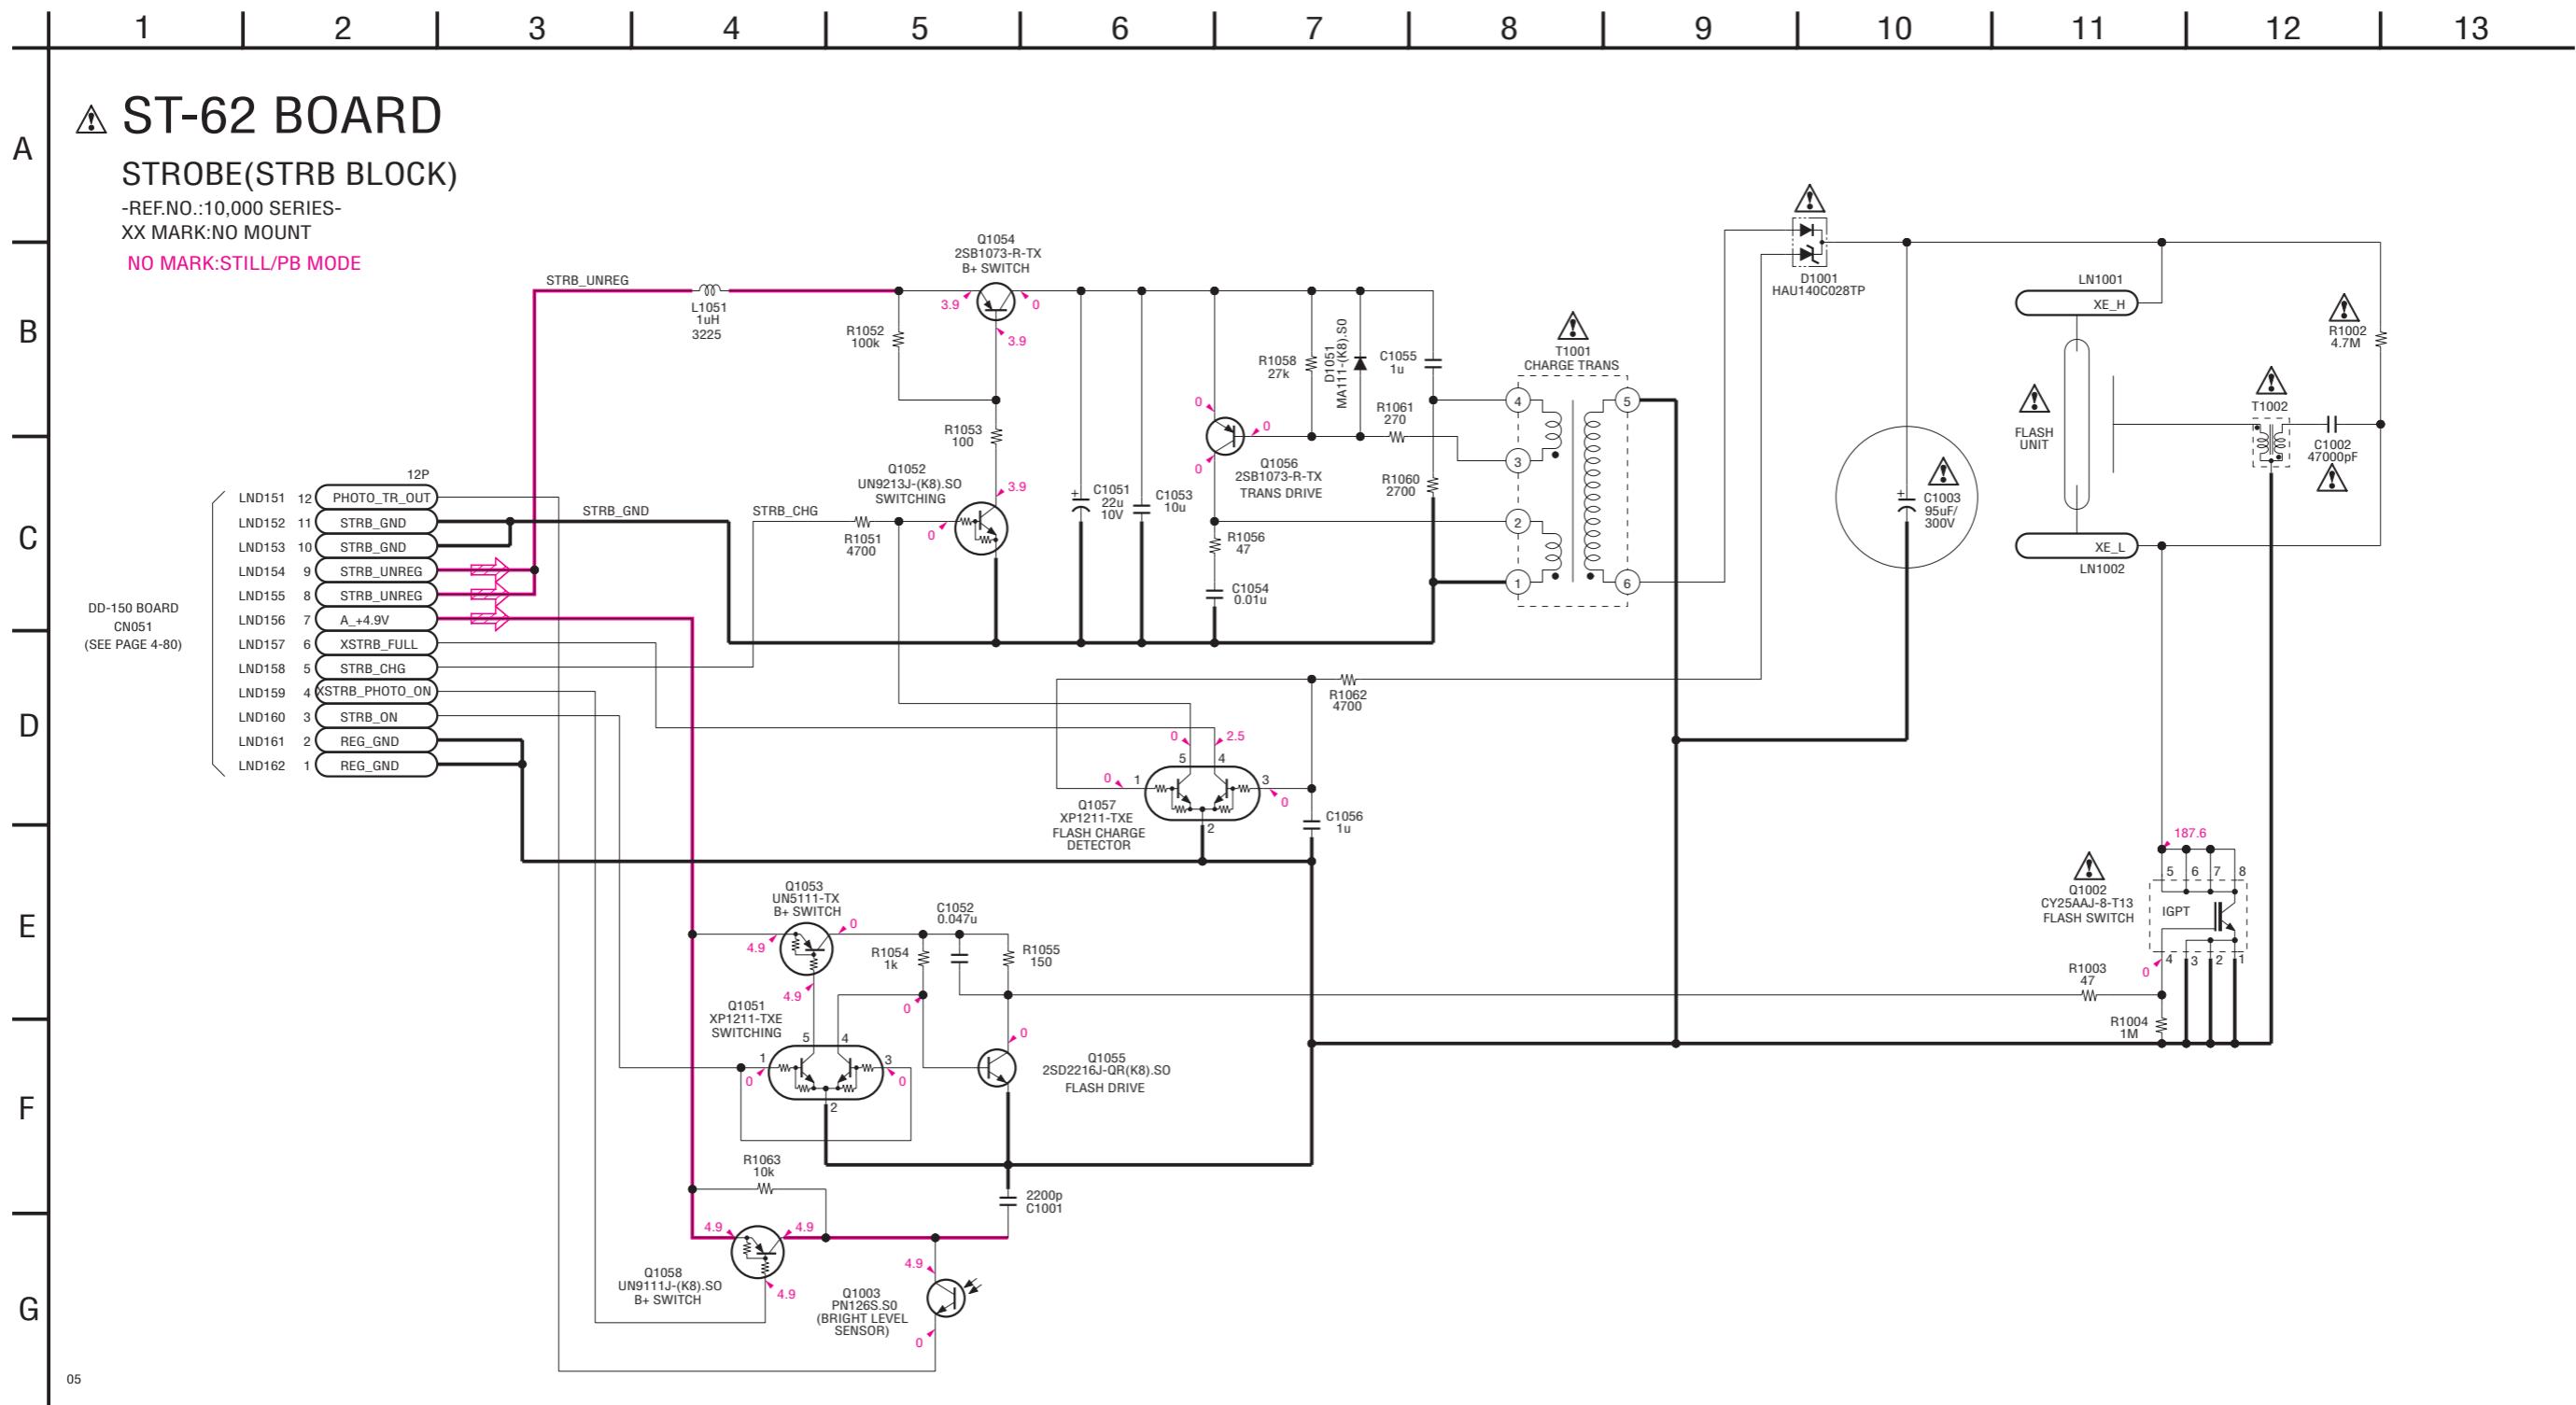 1 2 3 4 5 6 7 8 9 10 11 12 13
A
B
C
D
E
F
G
ST-62 BOARD
STROBE(STRB BLOCK)
-REF.NO.:10,000 SERIES-
XX MARK:NO MOUNT
NO MARK:STILL/PB MODE
STRB_UNREG
L1051
1uH
3225
Q1054
2SB1073-R-TX
B+ SWITCH
3.9
0
3.9
R1052
100k
R1053
100
Q1052
UN9213J-(K8).SO
SWITCHING
3.9
0
STRB_GND
STRB_CHG
R1051
4700
C1051
22u
10V
+
C1053
10u
R1058
27k
D1051
MA111-(K8).S0
C1055
1u
R1061
270
0
0
0
Q1056
2SB1073-R-TX
TRANS DRIVE
R1060
2700
R1056
47
C1054
0.01u
T1001
CHARGE TRANS
4
3
2
1
5
6
D1001
HAU140C028TP
+
C1003
95uF/
300V
LN1001
XE_H
FLASH
UNIT
XE_L
LN1002
R1002
4.7M
T1002
C1002
47000pF
12P
LND151 12 PHOTO_TR_OUT
LND152 11 STRB_GND
LND153 10 STRB_GND
LND154 9 STRB_UNREG
LND155 8 STRB_UNREG
LND156 7 A_+4.9V
LND157 6 XSTRB_FULL
LND158 5 STRB_CHG
LND159 4 XSTRB_PHOTO_ON
LND160 3 STRB_ON
LND161 2 REG_GND
LND162 1 REG_GND
DD-150 BOARD
CN051
(SEE PAGE 4-80)
R1062
4700
0
2.5
5 4
0 1
3
0
2
Q1057
XP1211-TXE
FLASH CHARGE
DETECTOR
C1056
1u
187.6
5 6 7 8
Q1002
CY25AAJ-8-T13
FLASH SWITCH
IGPT
0
4 3 2 1
R1003
47
R1004
1M
Q1053
UN5111-TX
B+ SWITCH
4.9
0
4.9
C1052
0.047u
R1054
1k
R1055
150
0
Q1051
XP1211-TXE
SWITCHING
5 4
1 3
0
0
2
0
Q1055
2SD2216J-QR(K8).SO
FLASH DRIVE
R1063
10k
2200p
C1001
4.9
4.9
4.9
Q1058
UN9111J-(K8).SO
B+ SWITCH
4.9
Q1003
PN126S.S0
(BRIGHT LEVEL
SENSOR)
0
05